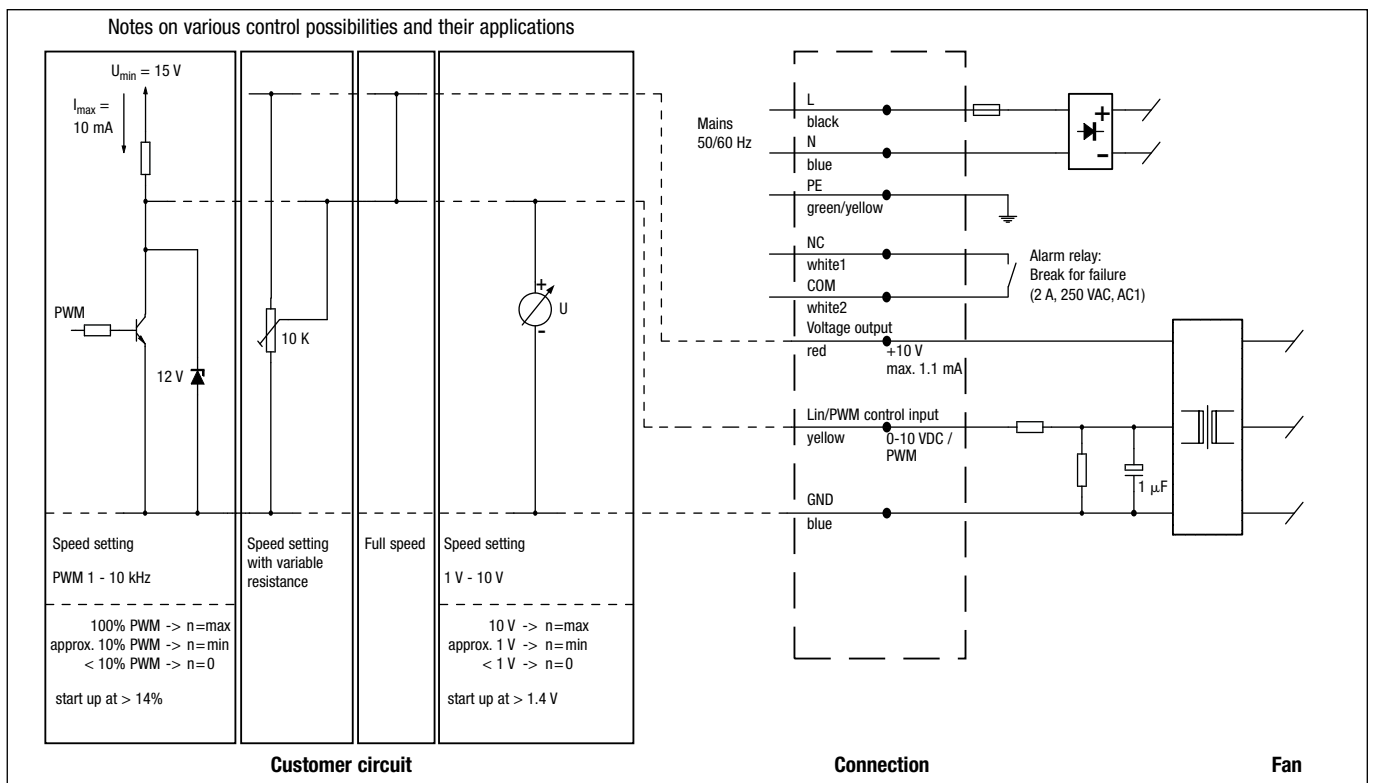 Notes on various control possibilities and their applications
Umin = 15 V
Imax =
10 mA
PWM
12 V
Speed setting
PWM 1 - 10 kHz
100% PWM -> n=max
approx. 10% PWM -> n=min
< 10% PWM -> n=0
start up at > 14%
10 K
Speed setting
with variable
resistance
Full speed
+
U
-
Speed setting
1 V - 10 V
10 V -> n=max
approx. 1 V -> n=min
< 1 V -> n=0
start up at > 1.4 V
Customer circuit
Mains
50/60 Hz
L
black
N
blue
PE
green/yellow
NC
white1
COM
white2
Voltage output
red
+10 V
max. 1.1 mA
Lin/PWM control input
yellow
0-10 VDC /
PWM
GND
blue
Connection
+
-
Alarm relay:
Break for failure
(2 A, 250 VAC, AC1)
1 μF
Fan